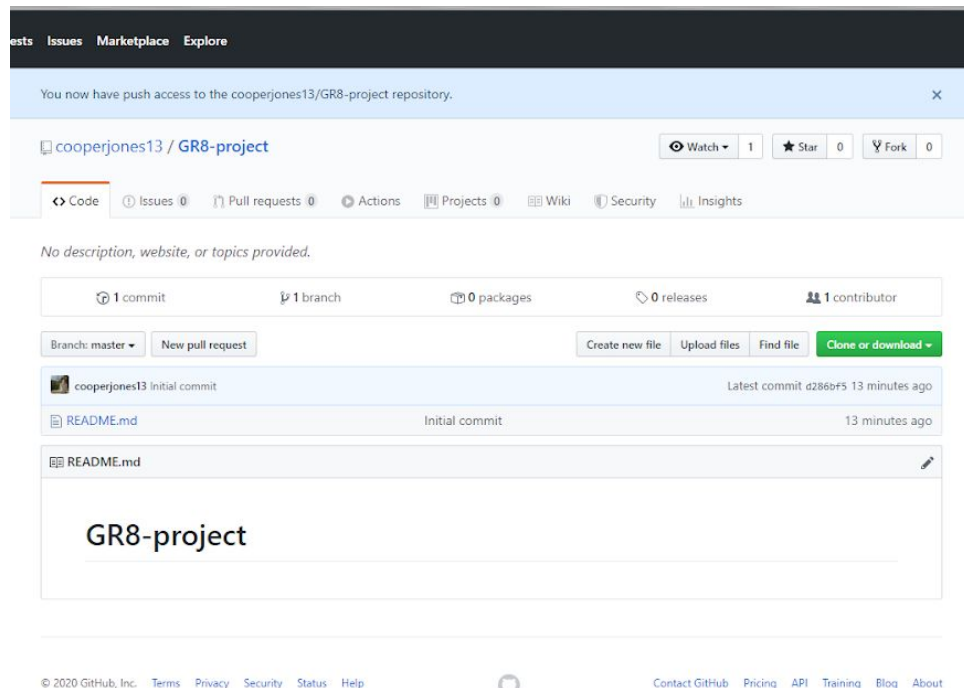 ests Issues Marketplace Explore
You now have push access to the cooperjones13/GR8-project repository.
cooperjones13 / GR8-project
Watch 1 Star 0 Fork 0
Code Issues 0 Pull requests 0 Actions Projects 0 Wiki Security Insights
No description, website, or topics provided.
1 commit 1 branch 0 packages 0 releases 1 contributor
Branch: master New pull request Create new file Upload files Find file Clone or download
cooperjones13 Initial commit Latest commit d286bf5 13 minutes ago
README.md Initial commit 13 minutes ago
README.md
GR8-project
© 2020 GitHub, Inc. Terms Privacy Security Status Help Contact GitHub Pricing API Training Blog About